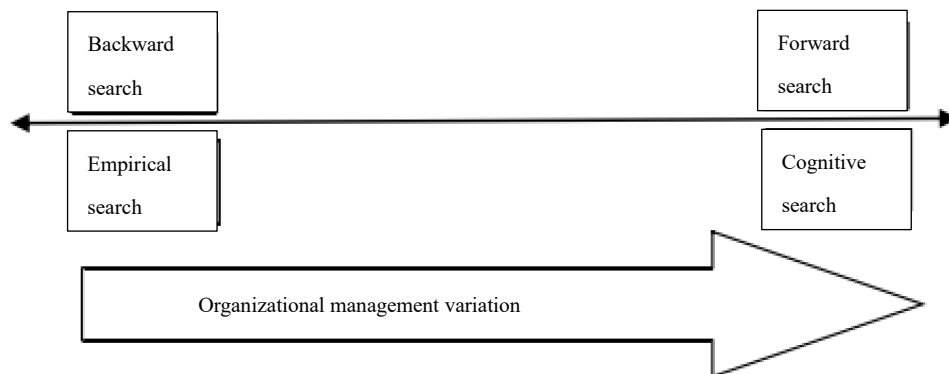 Backward
search
Forward
search
Empirical
search
Cognitive
search
Organizational management variation